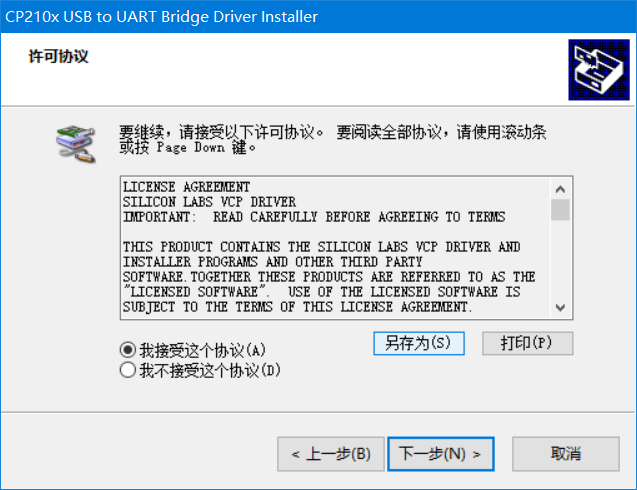 CP210x USB to UART Bridge Driver Installer
许可协议
要继续，请接受以下许可协议。 要阅读全部协议，请使用滚动条
或按 Page Down 键。
LICENSE AGREEMENT
SILICON LABS VCP DRIVER
IMPORTANT:  READ CAREFULLY BEFORE AGREEING TO TERMS
THIS PRODUCT CONTAINS THE SILICON LABS VCP DRIVER AND
INSTALLER PROGRAMS AND OTHER THIRD PARTY
SOFTWARE.TOGETHER THESE PRODUCTS ARE REFERRED TO AS THE
"LICENSED SOFTWARE".  USE OF THE LICENSED SOFTWARE IS
SUBJECT TO THE TERMS OF THIS LICENSE AGREEMENT.
我接受这个协议(A) 另存为(S) 打印(P)
我不接受这个协议(D)
< 上一步(B) 下一步(N) > 取消